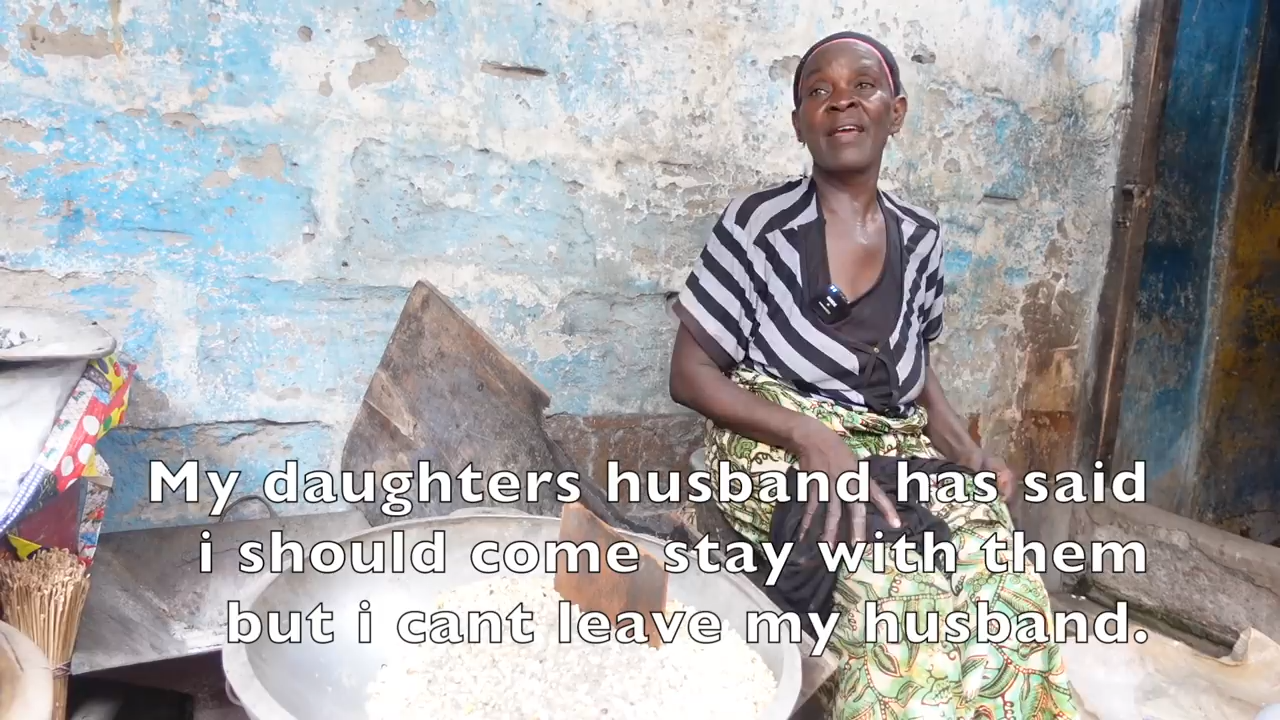 My daughters husband has said
i should come stay with them
but i cant leave my husband.